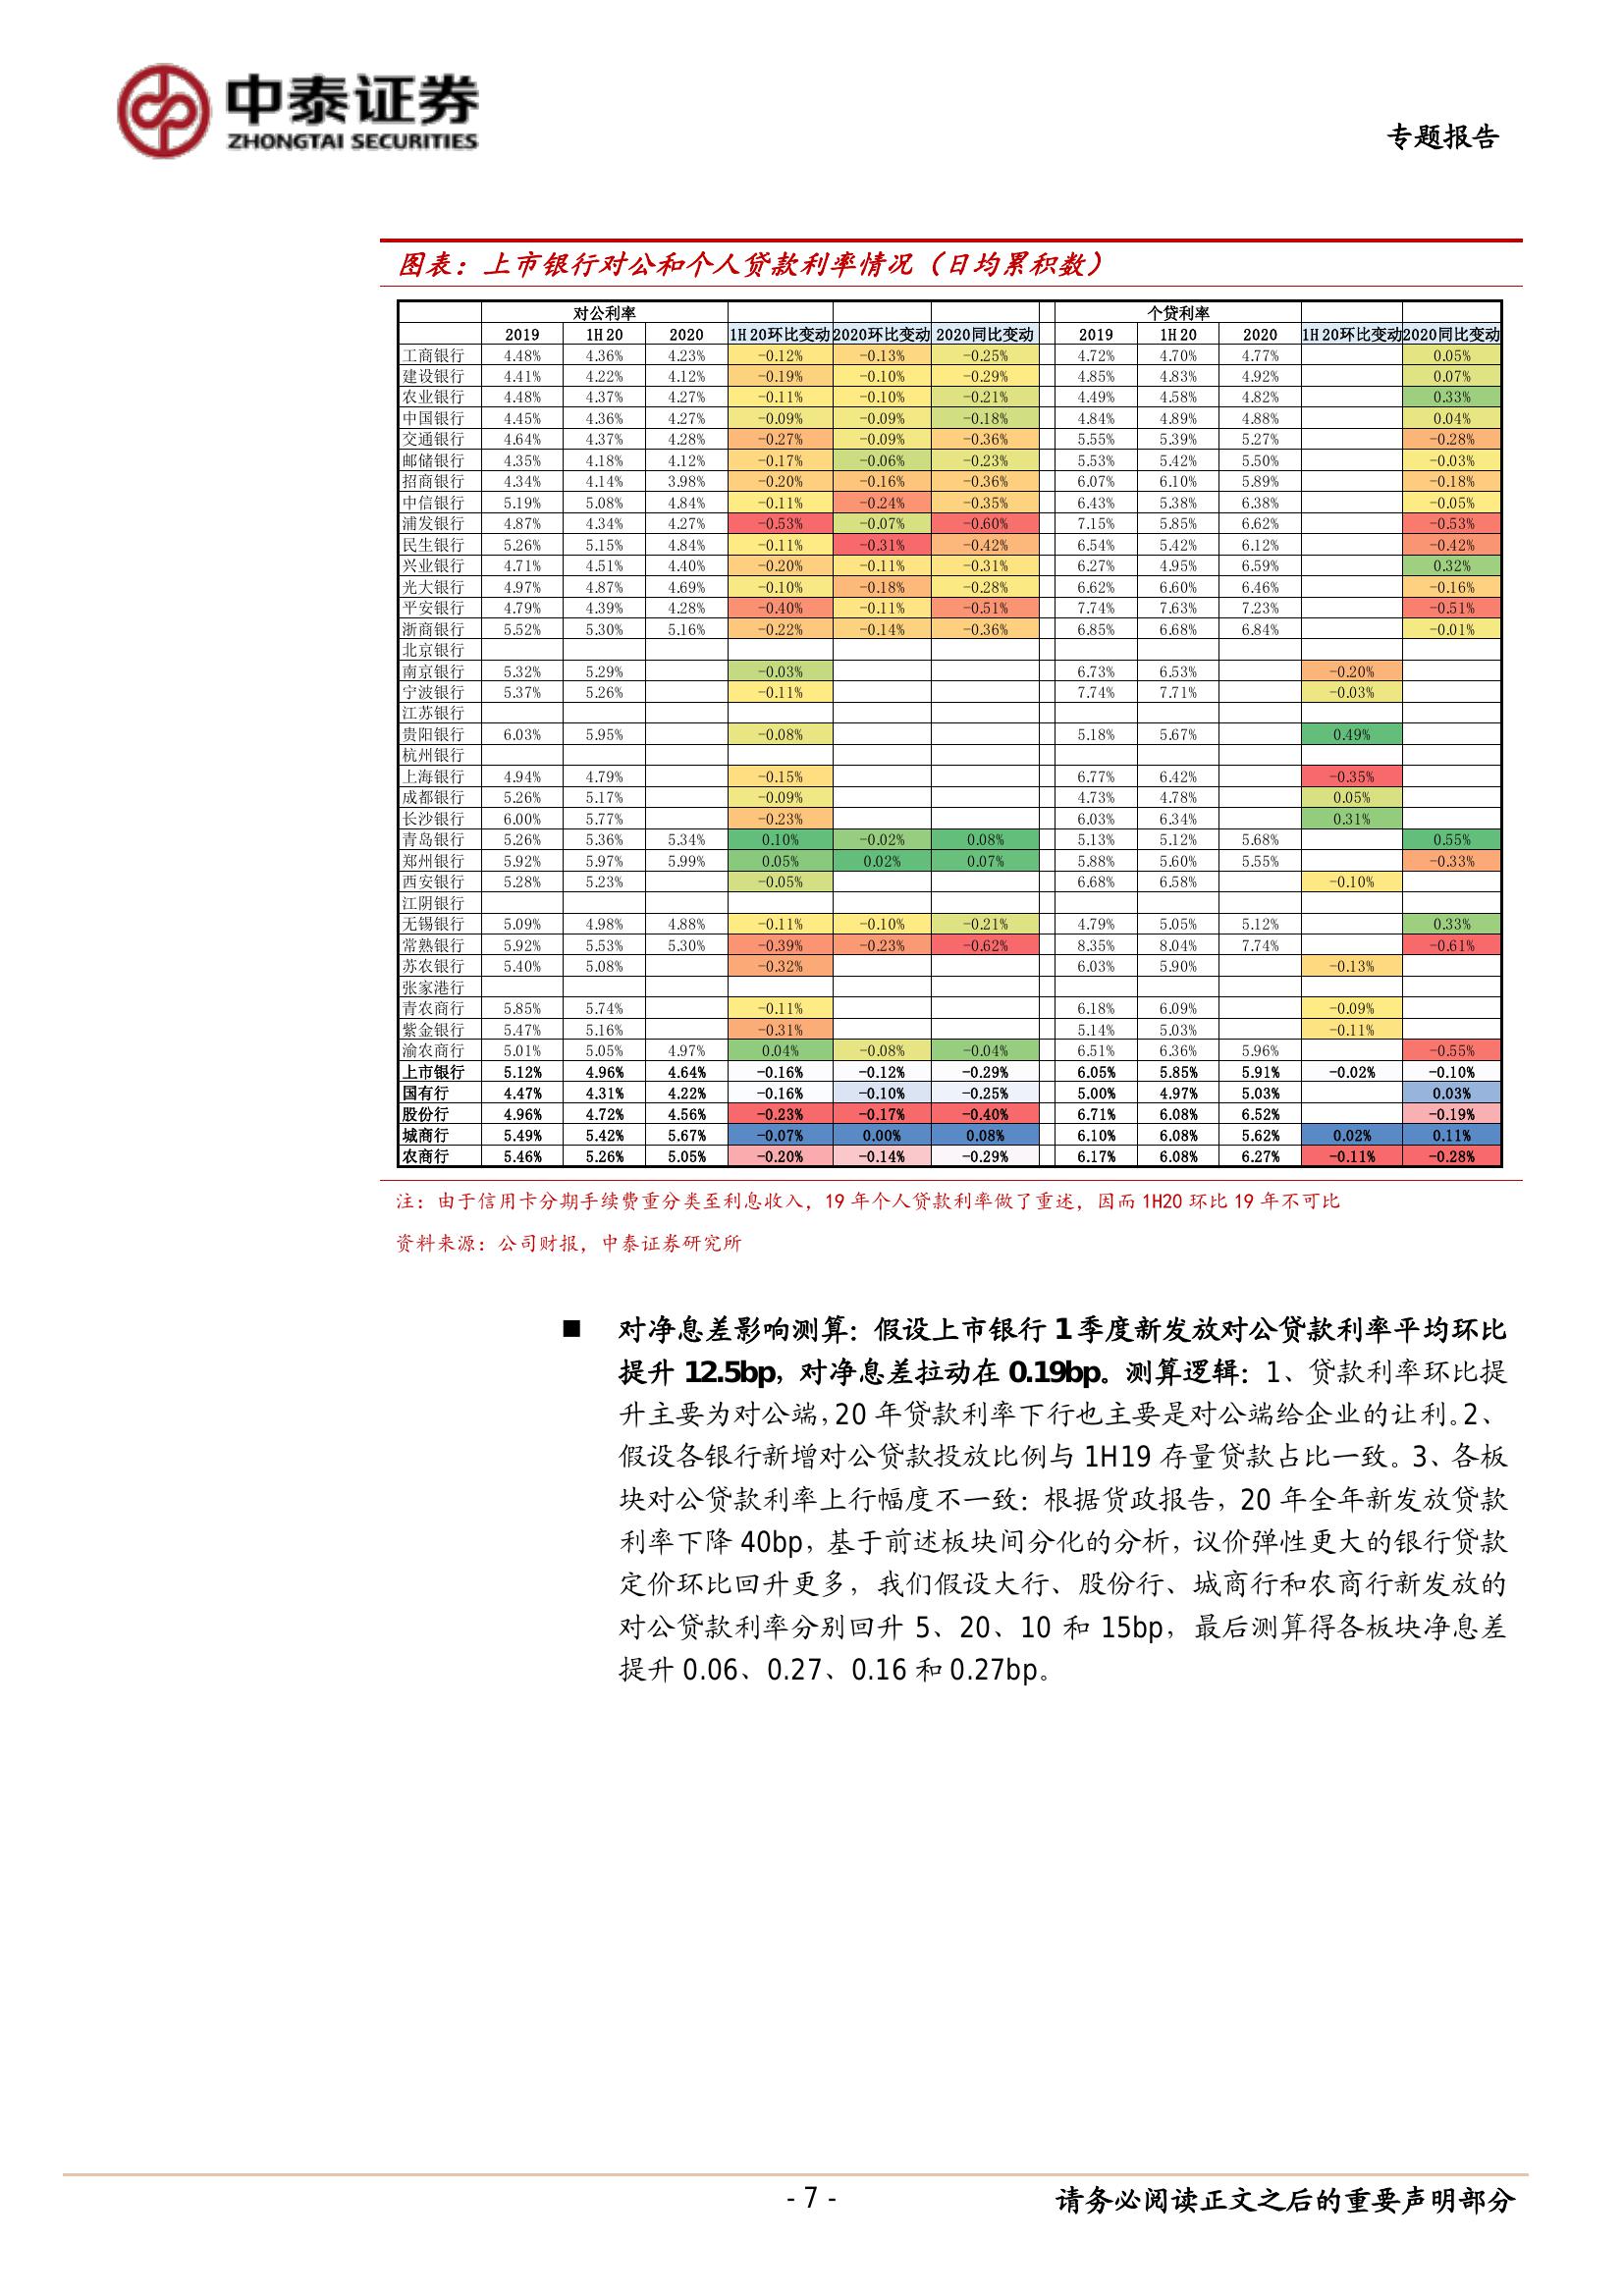 中泰证券
ZHONGTAI SECURITIES
专题报告
图表：上市银行对公和个人贷款利率情况（日均累积数）
对公利率 个贷利率
2019 1H20 2020 1H20环比变动 2020环比变动 2020同比变动 2019 1H20 2020 1H20环比变动 2020同比变动
工商银行 4.48% 4.36% 4.23% -0.12% -0.13% -0.25% 4.72% 4.70% 4.77% 0.05%
建设银行 4.41% 4.22% 4.12% -0.19% -0.10% -0.29% 4.85% 4.83% 4.92% 0.07%
农业银行 4.48% 4.37% 4.27% -0.11% -0.10% -0.21% 4.49% 4.58% 4.82% 0.33%
中国银行 4.45% 4.36% 4.27% -0.09% -0.09% -0.18% 4.84% 4.89% 4.88% 0.04%
交通银行 4.64% 4.37% 4.28% -0.27% -0.09% -0.36% 5.55% 5.39% 5.27% -0.28%
邮储银行 4.35% 4.18% 4.12% -0.17% -0.06% -0.23% 5.53% 5.42% 5.50% -0.03%
招商银行 4.34% 4.14% 3.98% -0.20% -0.16% -0.36% 6.07% 6.10% 5.89% -0.18%
中信银行 5.19% 5.08% 4.84% -0.11% -0.24% -0.35% 6.43% 5.38% 6.38% -0.05%
浦发银行 4.87% 4.34% 4.27% -0.53% -0.07% -0.60% 7.15% 5.85% 6.62% -0.53%
民生银行 5.26% 5.15% 4.84% -0.11% -0.31% -0.42% 6.54% 5.42% 6.12% -0.42%
兴业银行 4.71% 4.51% 4.40% -0.20% -0.11% -0.31% 6.27% 4.95% 6.59% 0.32%
光大银行 4.97% 4.87% 4.69% -0.10% -0.18% -0.28% 6.62% 6.60% 6.46% -0.16%
平安银行 4.79% 4.39% 4.28% -0.40% -0.11% -0.51% 7.74% 7.63% 7.23% -0.51%
浙商银行 5.52% 5.30% 5.16% -0.22% -0.14% -0.36% 6.85% 6.68% 6.84% -0.01%
北京银行
南京银行 5.32% 5.29% -0.03% 6.73% 6.53% -0.20%
宁波银行 5.37% 5.26% -0.11% 7.74% 7.71% -0.03%
江苏银行
贵阳银行 6.03% 5.95% -0.08% 5.18% 5.67% 0.49%
杭州银行
上海银行 4.94% 4.79% -0.15% 6.77% 6.42% -0.35%
成都银行 5.26% 5.17% -0.09% 4.73% 4.78% 0.05%
长沙银行 6.00% 5.77% -0.23% 6.03% 6.34% 0.31%
青岛银行 5.26% 5.36% 5.34% 0.10% -0.02% 0.08% 5.13% 5.12% 5.68% 0.55%
郑州银行 5.92% 5.97% 5.99% 0.05% 0.02% 0.07% 5.88% 5.60% 5.55% -0.33%
西安银行 5.28% 5.23% -0.05% 6.68% 6.58% -0.10%
江阴银行
无锡银行 5.09% 4.98% 4.88% -0.11% -0.10% -0.21% 4.79% 5.05% 5.12% 0.33%
常熟银行 5.92% 5.53% 5.30% -0.39% -0.23% -0.62% 8.35% 8.04% 7.74% -0.61%
苏农银行 5.40% 5.08% -0.32% 6.03% 5.90% -0.13%
张家港行
青农商行 5.85% 5.74% -0.11% 6.18% 6.09% -0.09%
紫金银行 5.47% 5.16% -0.31% 5.14% 5.03% -0.11%
渝农商行 5.01% 5.05% 4.97% 0.04% -0.08% -0.04% 6.51% 6.36% 5.96% -0.55%
上市银行 5.12% 4.96% 4.64% -0.16% -0.12% -0.29% 6.05% 5.85% 5.91% -0.02% -0.10%
国有行 4.47% 4.31% 4.22% -0.16% -0.10% -0.25% 5.00% 4.97% 5.03% 0.03%
股份行 4.96% 4.72% 4.56% -0.23% -0.17% -0.40% 6.71% 6.08% 6.52% -0.19%
城商行 5.49% 5.42% 5.67% -0.07% 0.00% 0.08% 6.10% 6.08% 5.62% 0.02% 0.11%
农商行 5.46% 5.26% 5.05% -0.20% -0.14% -0.29% 6.17% 6.08% 6.27% -0.11% -0.28%
注：由于信用卡分期手续费重分类至利息收入，19 年个人贷款利率做了重述，因而 1H20 环比 19 年不可比
资料来源：公司财报，中泰证券研究所
■ 对净息差影响测算：假设上市银行 1 季度新发放对公贷款利率平均环比
提升 12.5bp，对净息差拉动在 0.19bp。测算逻辑：1、贷款利率环比提
升主要为对公端，20 年贷款利率下行也主要是对公端给企业的让利。2、
假设各银行新增对公贷款投放比例与 1H19 存量贷款占比一致。3、各板
块对公贷款利率上行幅度不一致：根据货政报告，20 年全年新发放贷款
利率下降 40bp，基于前述板块间分化的分析，议价弹性更大的银行贷款
定价环比回升更多，我们假设大行、股份行、城商行和农商行新发放的
对公贷款利率分别回升 5、20、10 和 15bp，最后测算得各板块净息差
提升 0.06、0.27、0.16 和 0.27bp。
- 7 -
请务必阅读正文之后的重要声明部分